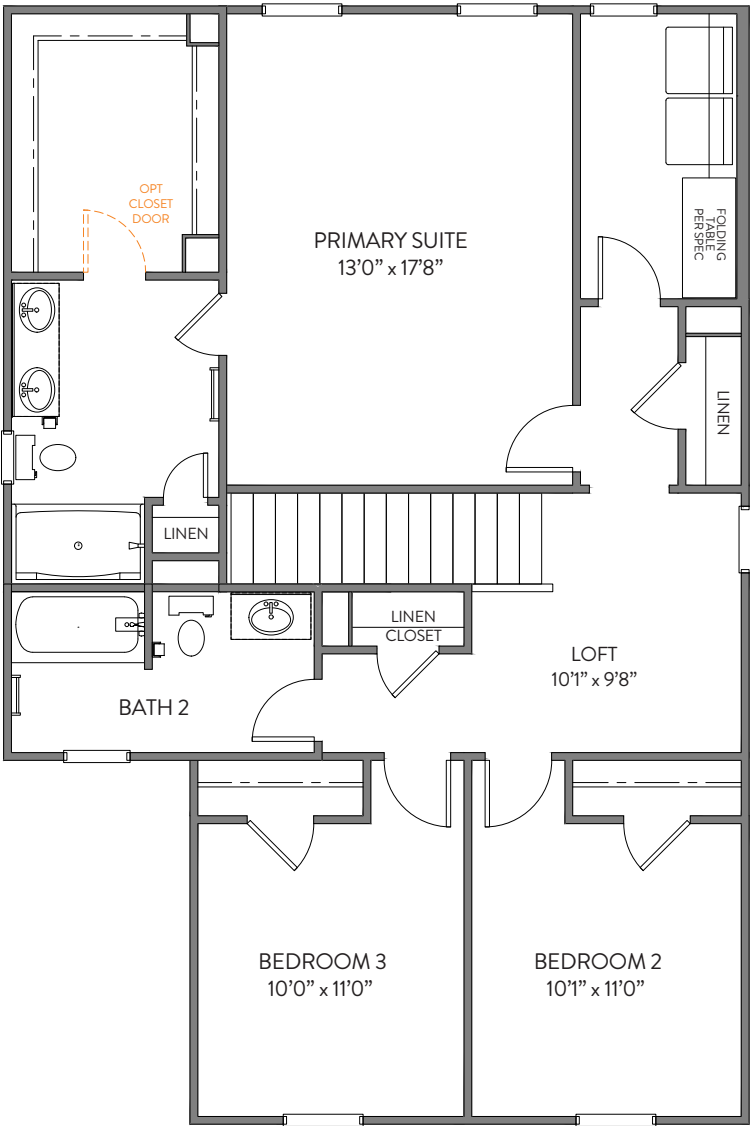 OPT
CLOSET
DOOR
PRIMARY SUITE
13’0” x 17’8”
FOLDING
TABLE
PER SPEC
LINEN
LINEN
LINEN
CLOSET
LOFT
10’1” x 9’8”
BATH 2
BEDROOM 3
10’0” x 11’0”
BEDROOM 2
10’1” x 11’0”